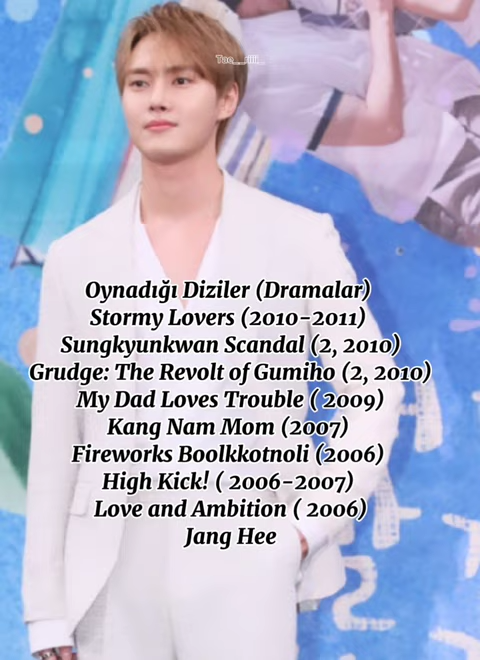 Oynadığı Diziler (Dramalar)
Stormy Lovers (2010-2011)
Sungkyunkwan Scandal (2, 2010)
Grudge: The Revolt of Gumiho (2, 2010)
My Dad Loves Trouble ( 2009)
Kang Nam Mom (2007)
Fireworks Boolkkotnoli (2006)
High Kick! ( 2006-2007)
Love and Ambition ( 2006)
Jang Hee